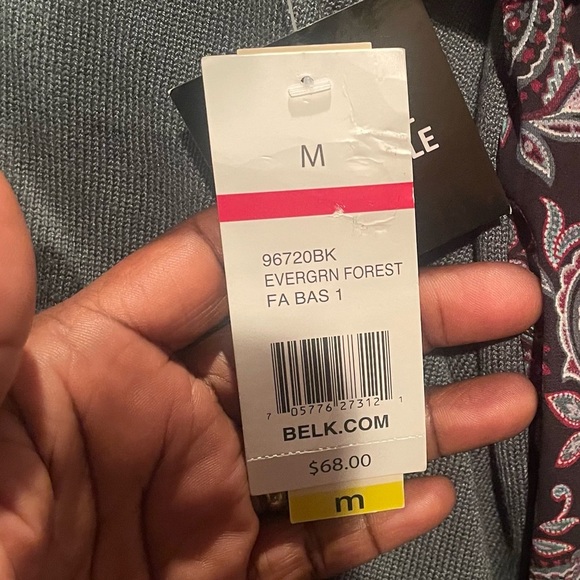 M
LE
96720BK
EVERGRN FOREST
FA BAS 1
7 05776 27312 1
BELK.COM
$68.00
m